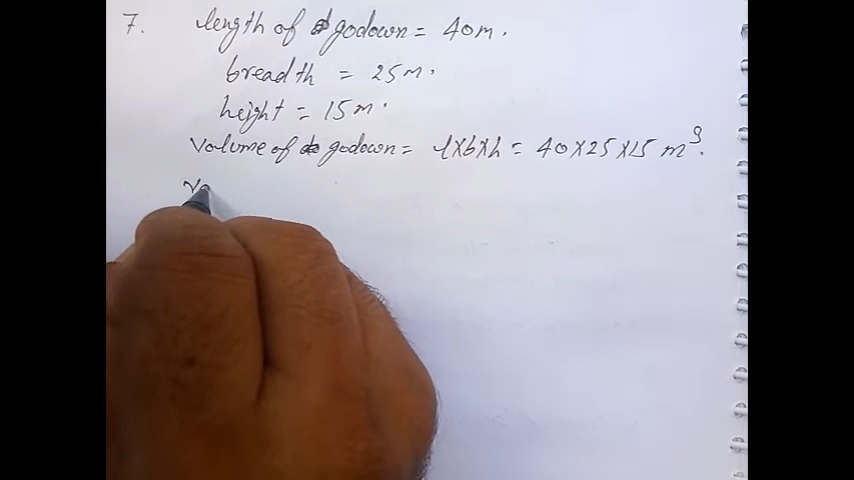 7. length of godown = 40m.
breadth = 25m.
height = 15m.
Volume of godown = l×b×h = 40×25×15 m³.